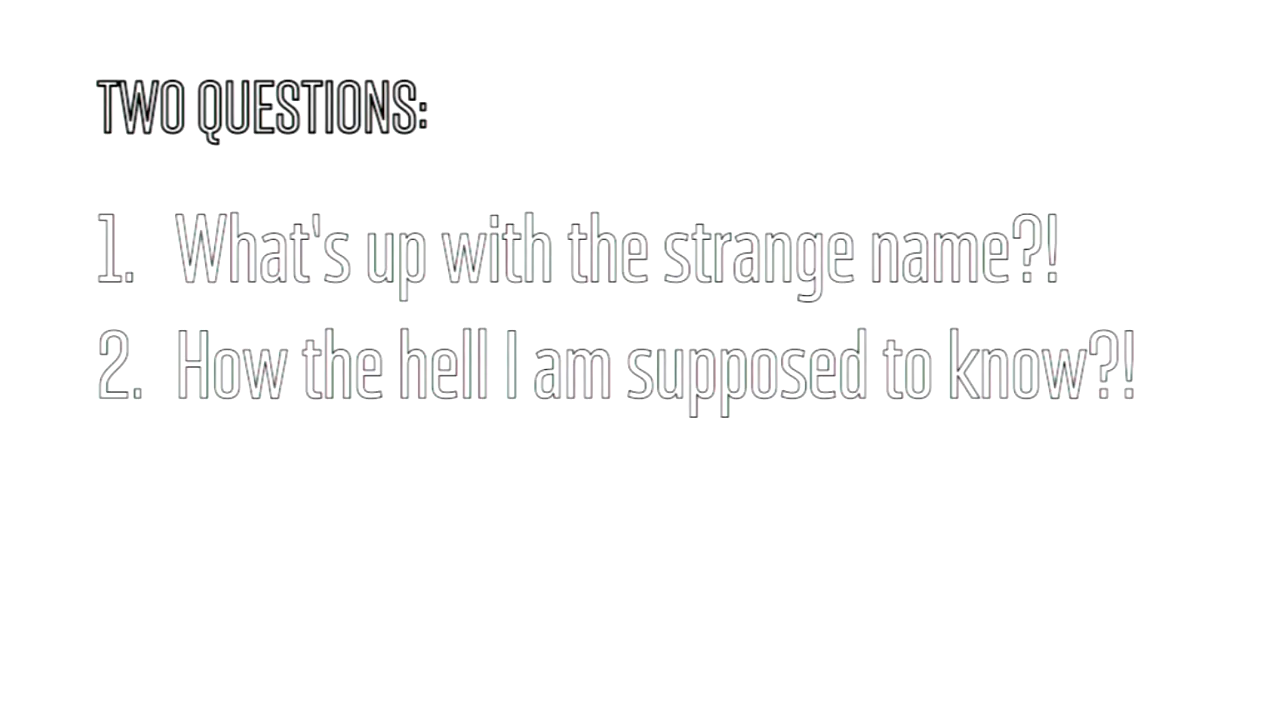 TWO QUESTIONS:
1. What's up with the strange name?!
2. How the hell I am supposed to know?!